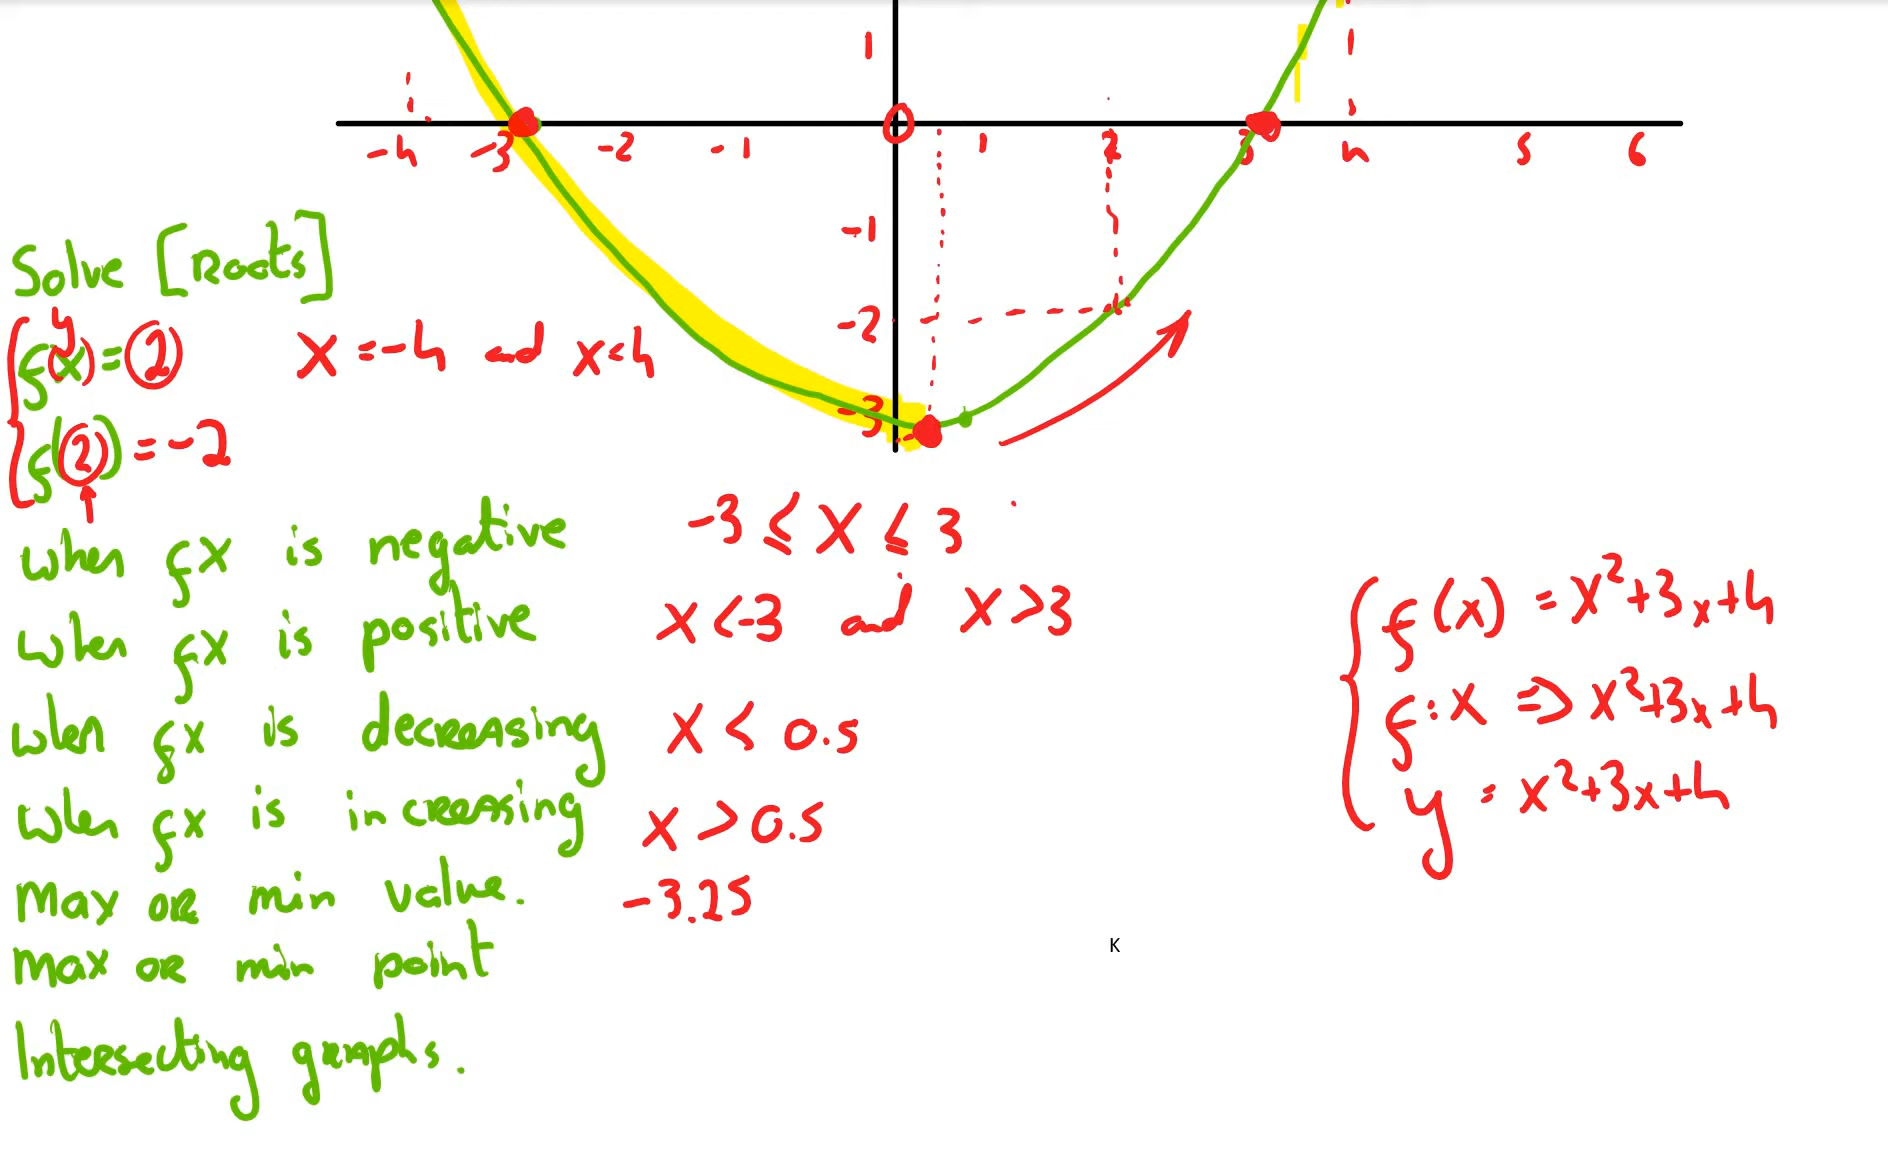 1
-4 -3 -2 -1 0 1 2 3 4 5 6
-1
Solve [Roots]
-2
y
f(x) = 2 x = -4 and x < 4
-3
f(2) = -2
when fx is negative -3 ≤ x ≤ 3
when fx is positive x < -3 and x > 3
when fx is decreasing x < 0.5
when fx is increasing x > 0.5
max or min value. -3.25
max or min point
Intersecting graphs.
f(x) = x²+3x+4
f: x ⇒ x²+3x+4
y = x²+3x+4
K